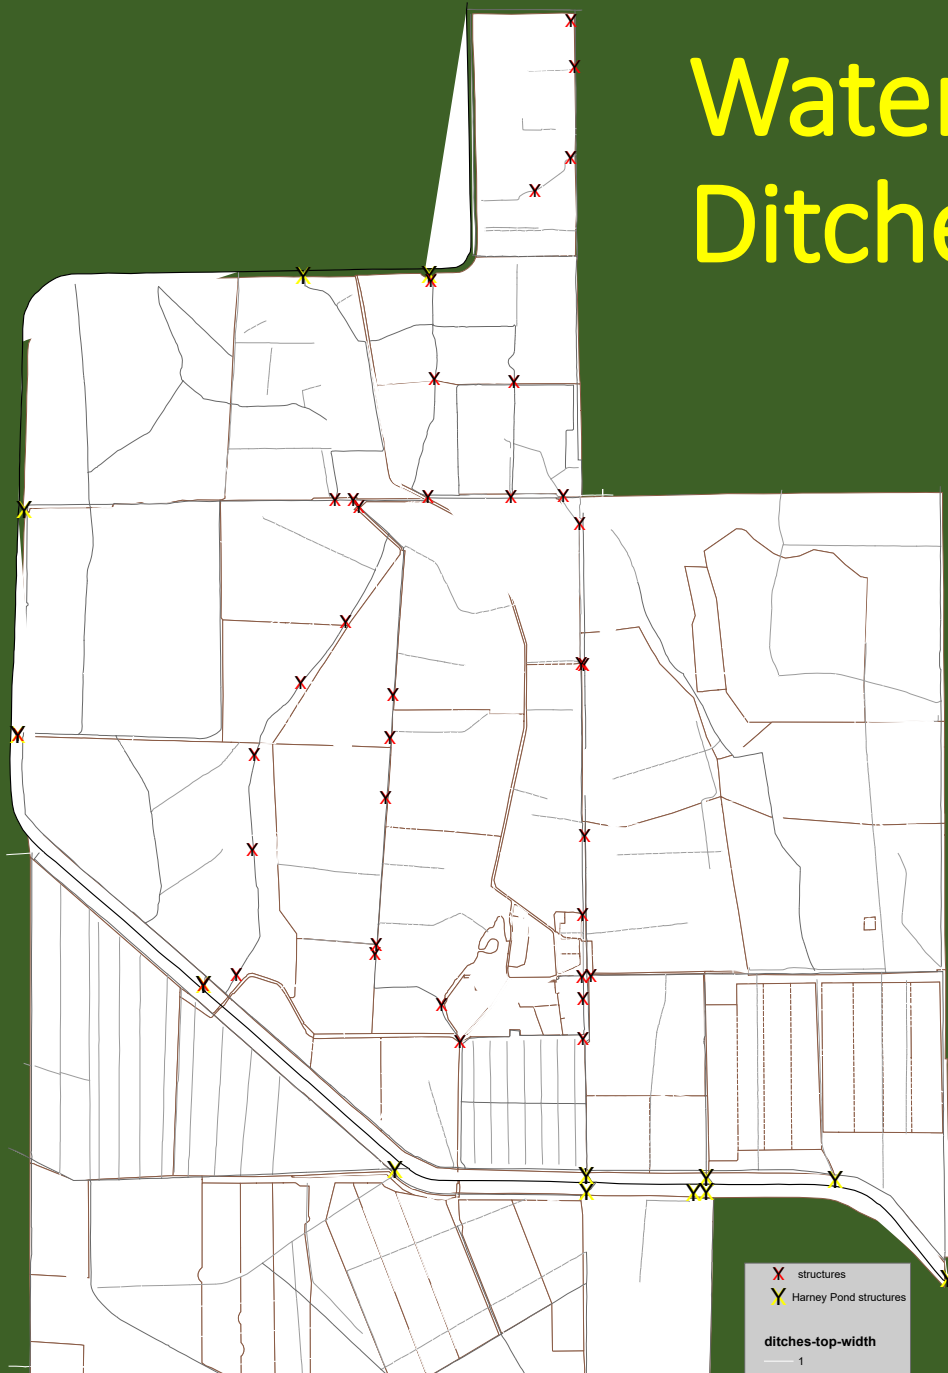 Water
Ditche
structures
Harney Pond structures
ditches-top-width
1